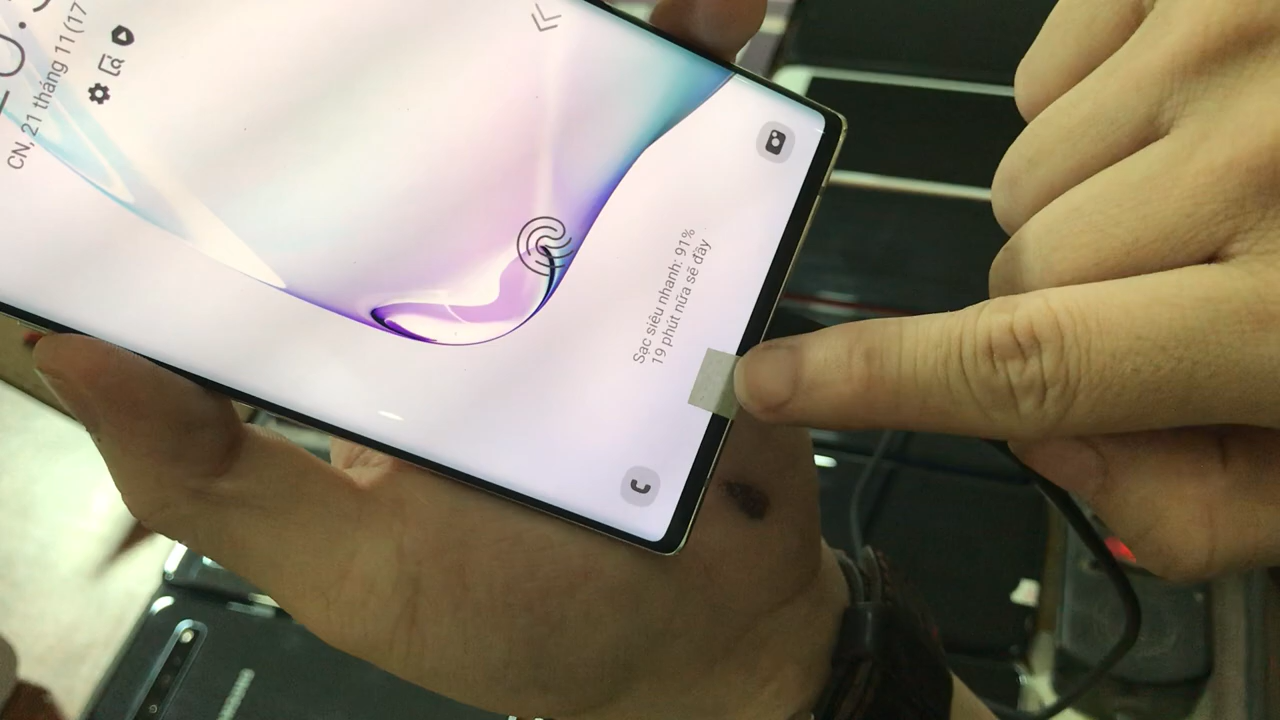 CN, 21 tháng 11 (17
Sạc siêu nhanh: 91%
19 phút nữa sẽ đầy